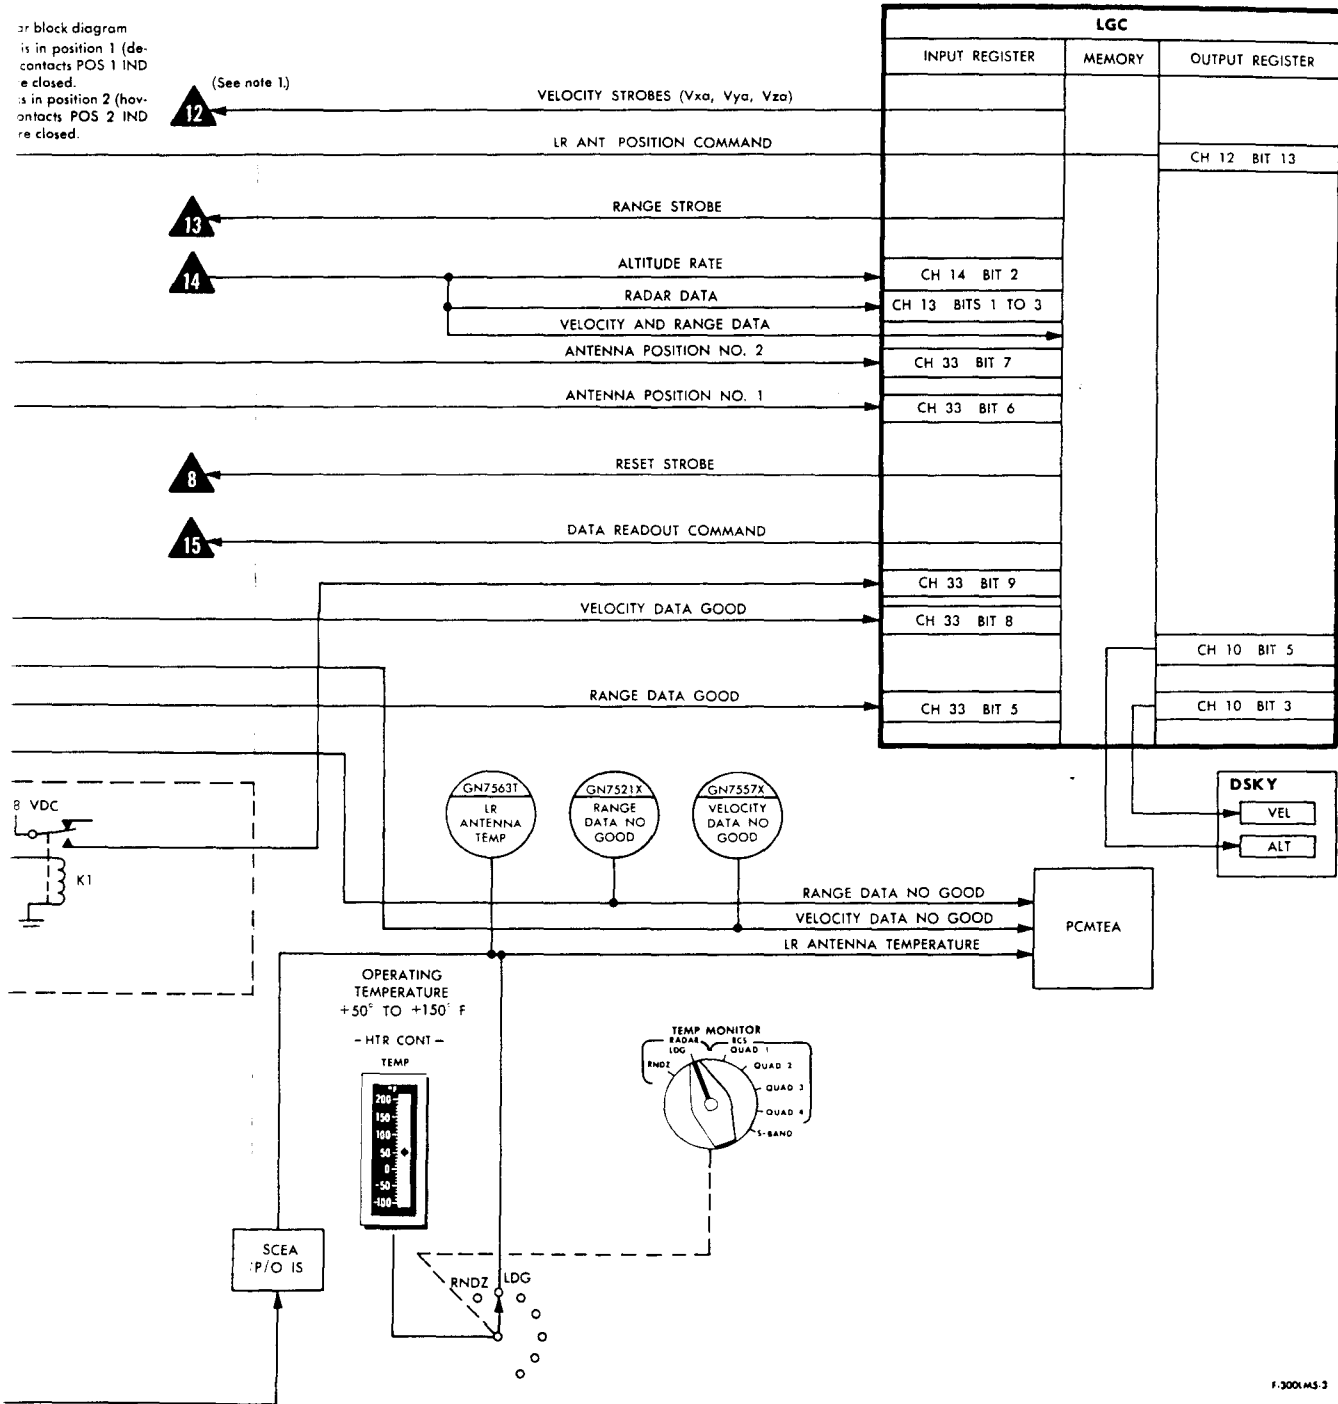 ar block diagram
is in position 1 (de-
contacts POS 1 IND
e closed.
is in position 2 (hov-
ontacts POS 2 IND
re closed.
(See note 1.)
12
VELOCITY STROBES (Vxa, Vya, Vza)
LR ANT POSITION COMMAND
13
RANGE STROBE
14
ALTITUDE RATE
RADAR DATA
VELOCITY AND RANGE DATA
ANTENNA POSITION NO. 2
ANTENNA POSITION NO. 1
8
RESET STROBE
15
DATA READOUT COMMAND
VELOCITY DATA GOOD
RANGE DATA GOOD
LGC
INPUT REGISTER
MEMORY
OUTPUT REGISTER
CH 12 BIT 13
CH 14 BIT 2
CH 13 BITS 1 TO 3
CH 33 BIT 7
CH 33 BIT 6
CH 33 BIT 9
CH 33 BIT 8
CH 10 BIT 5
CH 33 BIT 5
CH 10 BIT 3
DSKY
VEL
ALT
8 VDC
K1
GN7563T
LR
ANTENNA
TEMP
GN7521X
RANGE
DATA NO
GOOD
GN7557X
VELOCITY
DATA NO
GOOD
RANGE DATA NO GOOD
VELOCITY DATA NO GOOD
LR ANTENNA TEMPERATURE
PCMTEA
OPERATING
TEMPERATURE
+50° TO +150° F
- HTR CONT -
TEMP
°F
200
150
100
50
0
-50
-100
TEMP MONITOR
RADAR
RCS
RNDZ
LDG
QUAD 1
QUAD 2
QUAD 3
QUAD 4
S-BAND
SCEA
P/O IS
RNDZ
LDG
F-300LM5-3